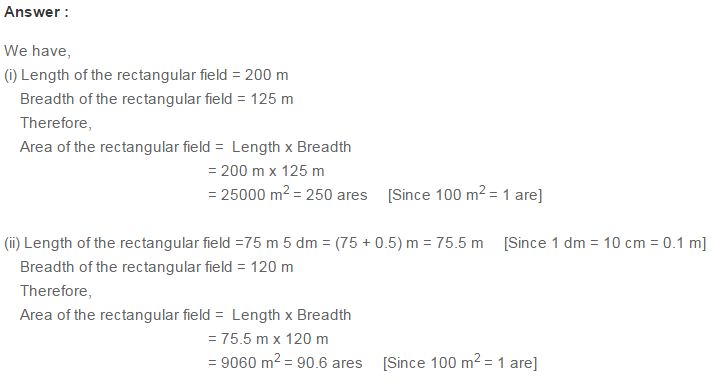 Answer :
We have,
(i) Length of the rectangular field = 200 m
Breadth of the rectangular field = 125 m
Therefore,
Area of the rectangular field = Length x Breadth
= 200 m x 125 m
= 25000 m² = 250 ares [Since 100 m² = 1 are]
(ii) Length of the rectangular field =75 m 5 dm = (75 + 0.5) m = 75.5 m [Since 1 dm = 10 cm = 0.1 m]
Breadth of the rectangular field = 120 m
Therefore,
Area of the rectangular field = Length x Breadth
= 75.5 m x 120 m
= 9060 m² = 90.6 ares [Since 100 m² = 1 are]